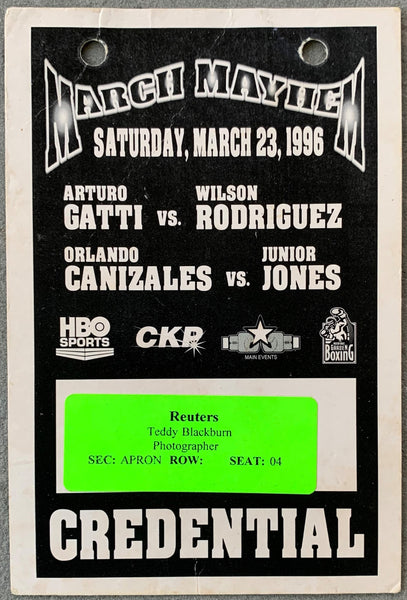 MARCH MAYHEM
SATURDAY, MARCH 23, 1996
ARTURO WILSON
GATTI VS. RODRIGUEZ
ORLANDO JUNIOR
CANIZALES VS. JONES
HBO CKP
SPORTS
MAIN EVENTS
GARDEN
BOXING
Reuters
Teddy Blackburn
Photographer
SEC: APRON ROW: SEAT: 04
CREDENTIAL